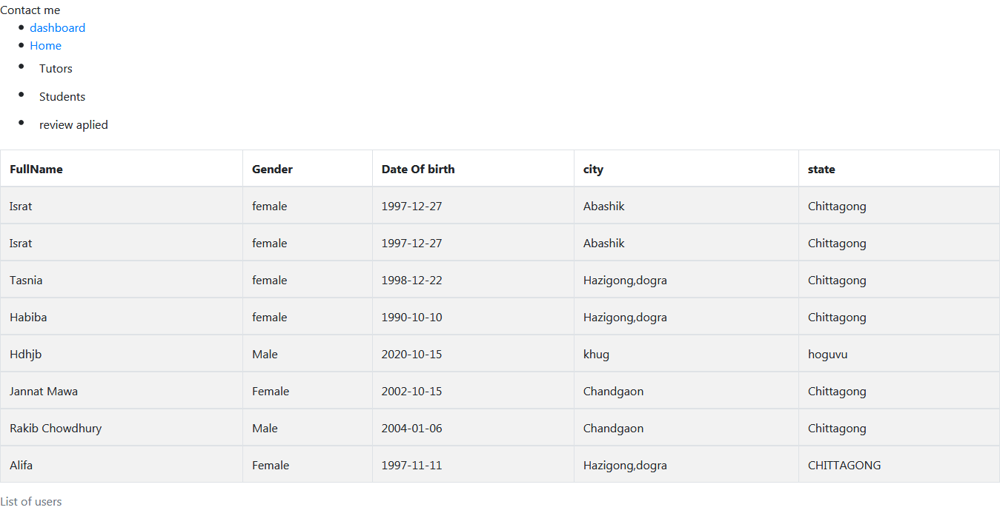 Contact me
dashboard
Home
Tutors
Students
review aplied
FullName Gender Date Of birth city state
Israt female 1997-12-27 Abashik Chittagong
Israt female 1997-12-27 Abashik Chittagong
Tasnia female 1998-12-22 Hazigong,dogra Chittagong
Habiba female 1990-10-10 Hazigong,dogra Chittagong
Hdhjb Male 2020-10-15 khug hoguvu
Jannat Mawa Female 2002-10-15 Chandgaon Chittagong
Rakib Chowdhury Male 2004-01-06 Chandgaon Chittagong
Alifa Female 1997-11-11 Hazigong,dogra CHITTAGONG
List of users